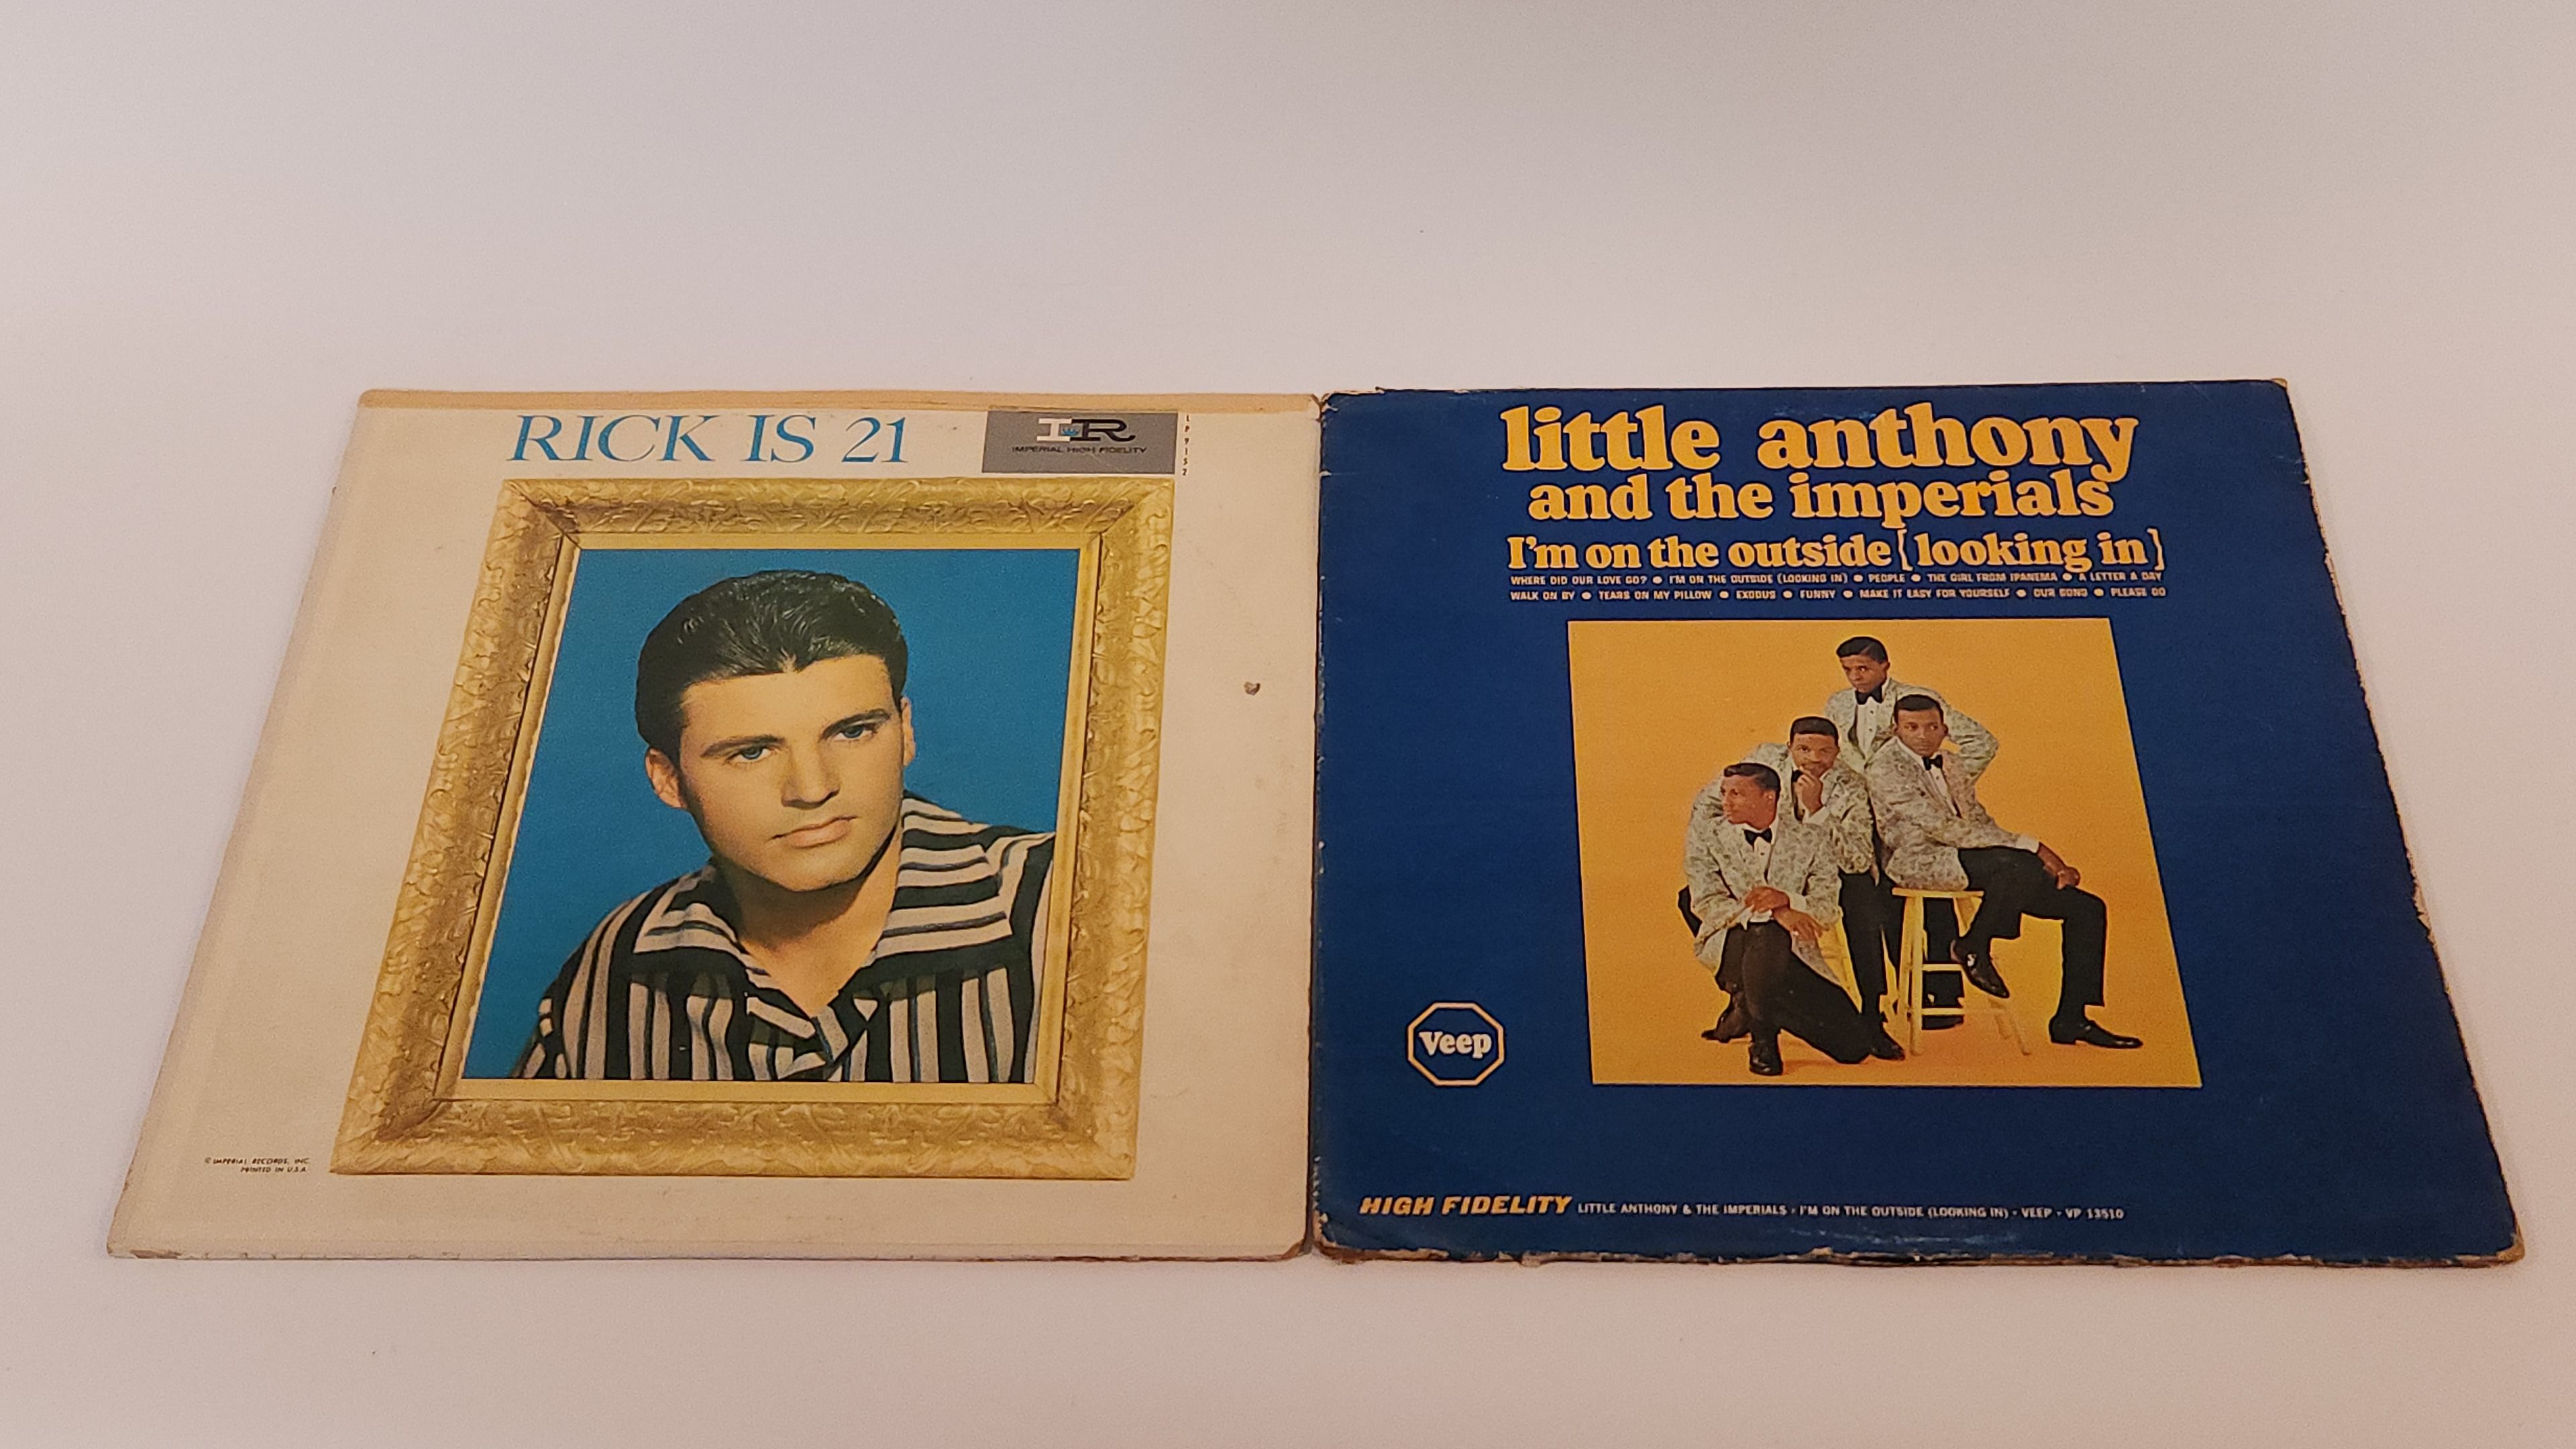 RICK IS 21
IR
IMPERIAL HIGH FIDELITY
LP 9152
© IMPERIAL RECORDS, INC.
PRINTED IN U.S.A.
little anthony
and the imperials
I'm on the outside [looking in]
WHERE DID OUR LOVE GO? ● I'M ON THE OUTSIDE (LOOKING IN) ● PEOPLE ● THE GIRL FROM IPANEMA ● A LETTER A DAY
WALK ON BY ● TEARS ON MY PILLOW ● EXODUS ● FUNNY ● MAKE IT EASY FOR YOURSELF ● OUR SONG ● PLEASE GO
Veep
HIGH FIDELITY LITTLE ANTHONY & THE IMPERIALS • I'M ON THE OUTSIDE (LOOKING IN) • VEEP • VP 13510